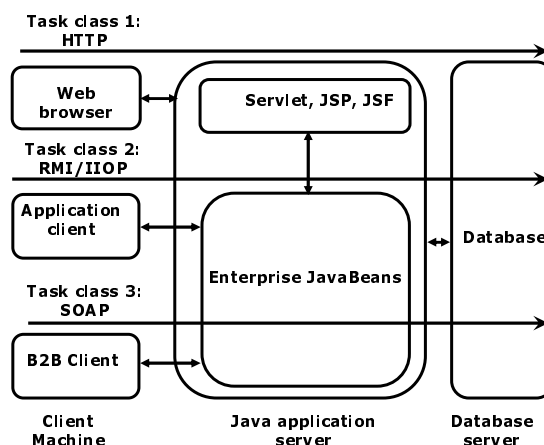 Task class 1:
HTTP
Web
browser
Servlet, JSP, JSF
Task class 2:
RMI/IIOP
Application
client
Database
Enterprise JavaBeans
Task class 3:
SOAP
B2B Client
Client
Machine
Java application
server
Database
server